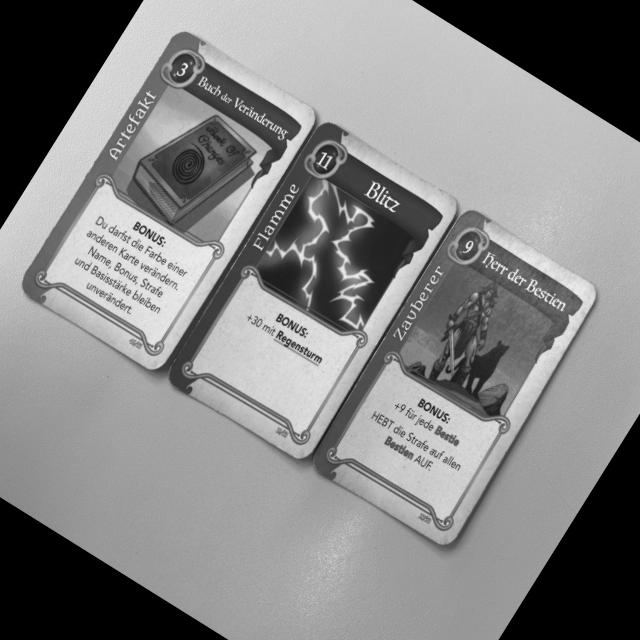 3
Buch der Veränderung
Artefakt
Book Of
Changes
BONUS:
Du darfst die Farbe einer
anderen Karte verändern.
Name, Bonus, Strafe
und Basisstärke bleiben
unverändert.
11
Blitz
Flamme
BONUS:
+30 mit Regensturm
9
Herr der Bestien
Zauberer
BONUS:
+9 für jede Bestie
HEBT die Strafe auf allen
Bestien AUF.